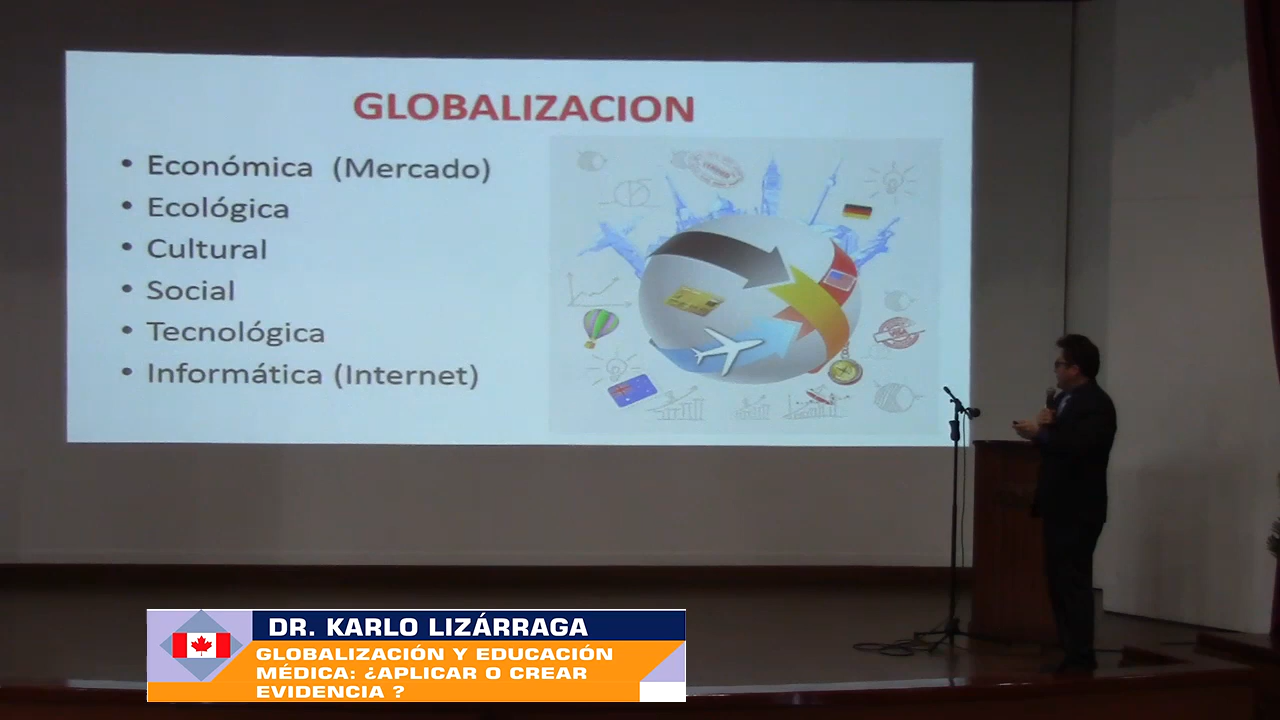 GLOBALIZACION
• Económica (Mercado)
• Ecológica
• Cultural
• Social
• Tecnológica
• Informática (Internet)
DR. KARLO LIZÁRRAGA
GLOBALIZACIÓN Y EDUCACIÓN
MÉDICA: ¿APLICAR O CREAR
EVIDENCIA ?